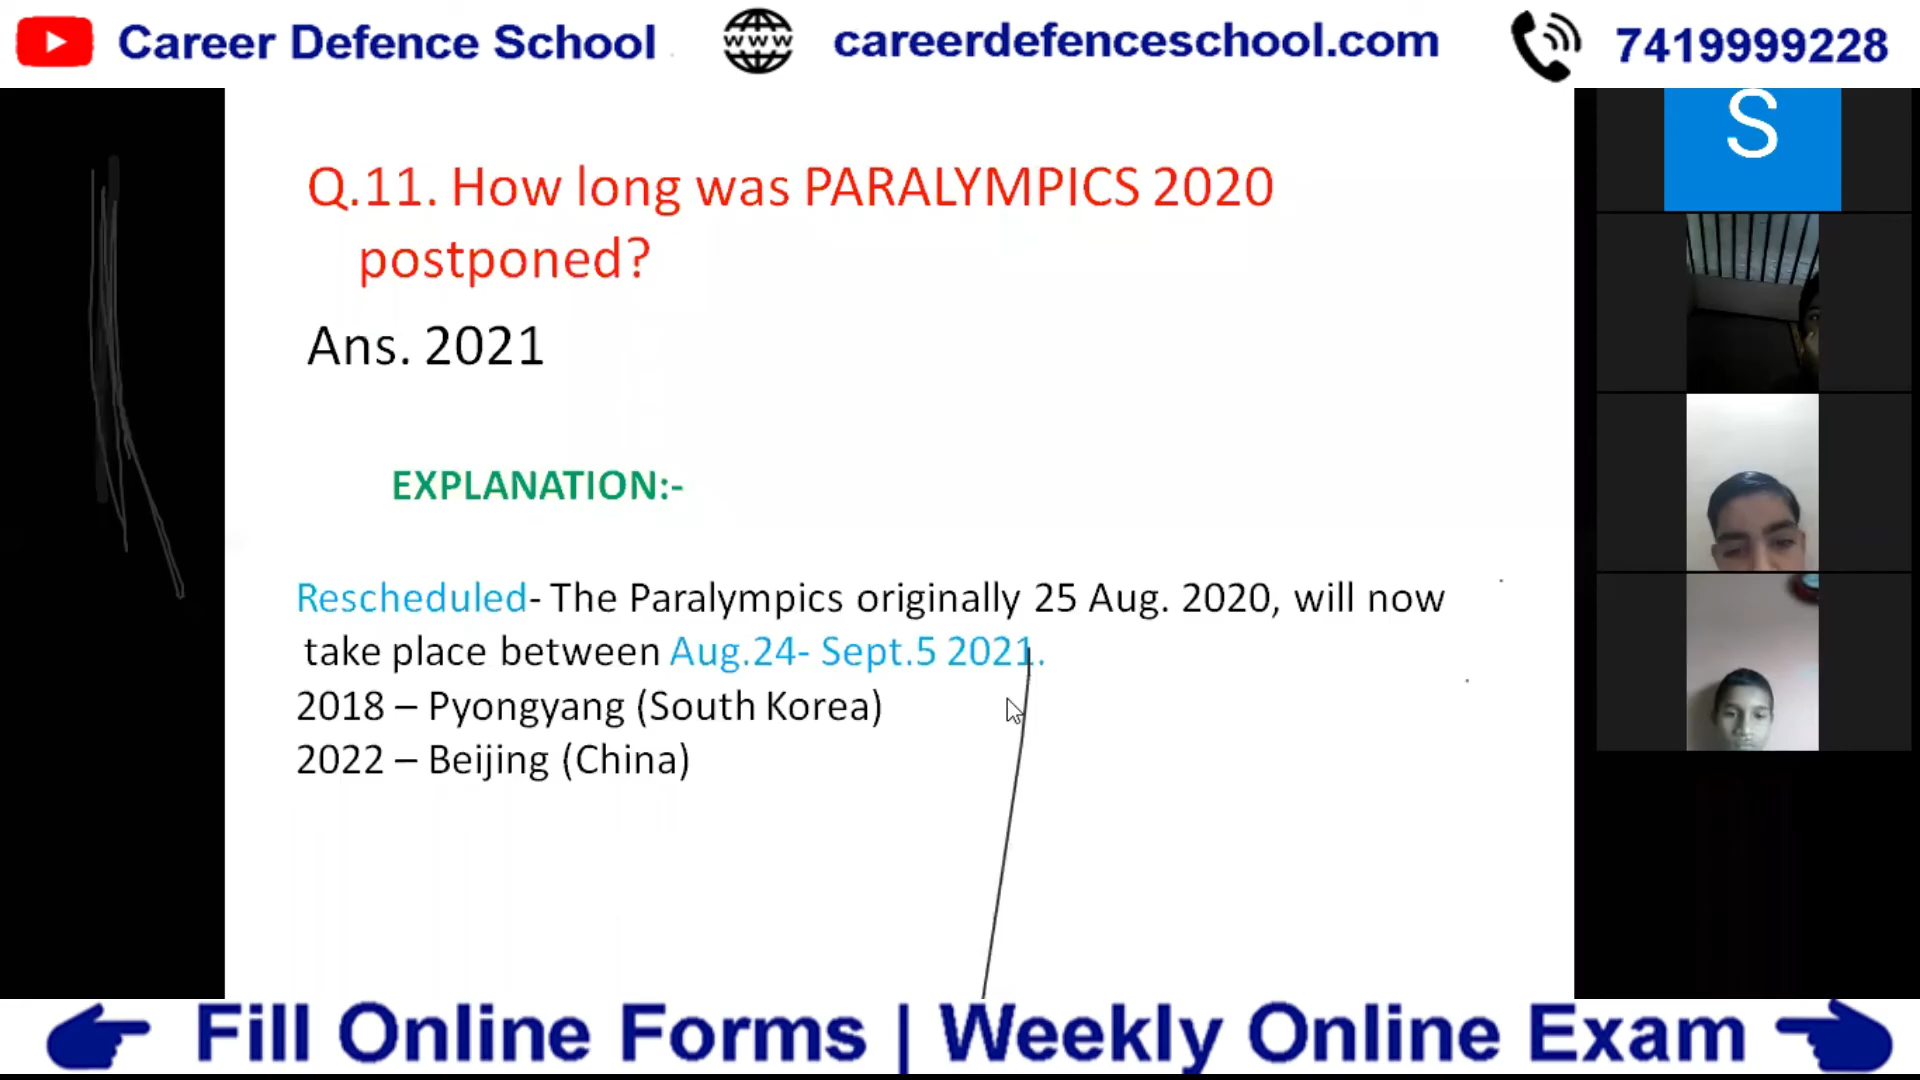 Career Defence School
www
careerdefenceschool.com
7419999228
S
Q.11. How long was PARALYMPICS 2020
postponed?
Ans. 2021
EXPLANATION:-
Rescheduled- The Paralympics originally 25 Aug. 2020, will now
take place between Aug.24- Sept.5 2021.
2018 – Pyongyang (South Korea)
2022 – Beijing (China)
Fill Online Forms | Weekly Online Exam